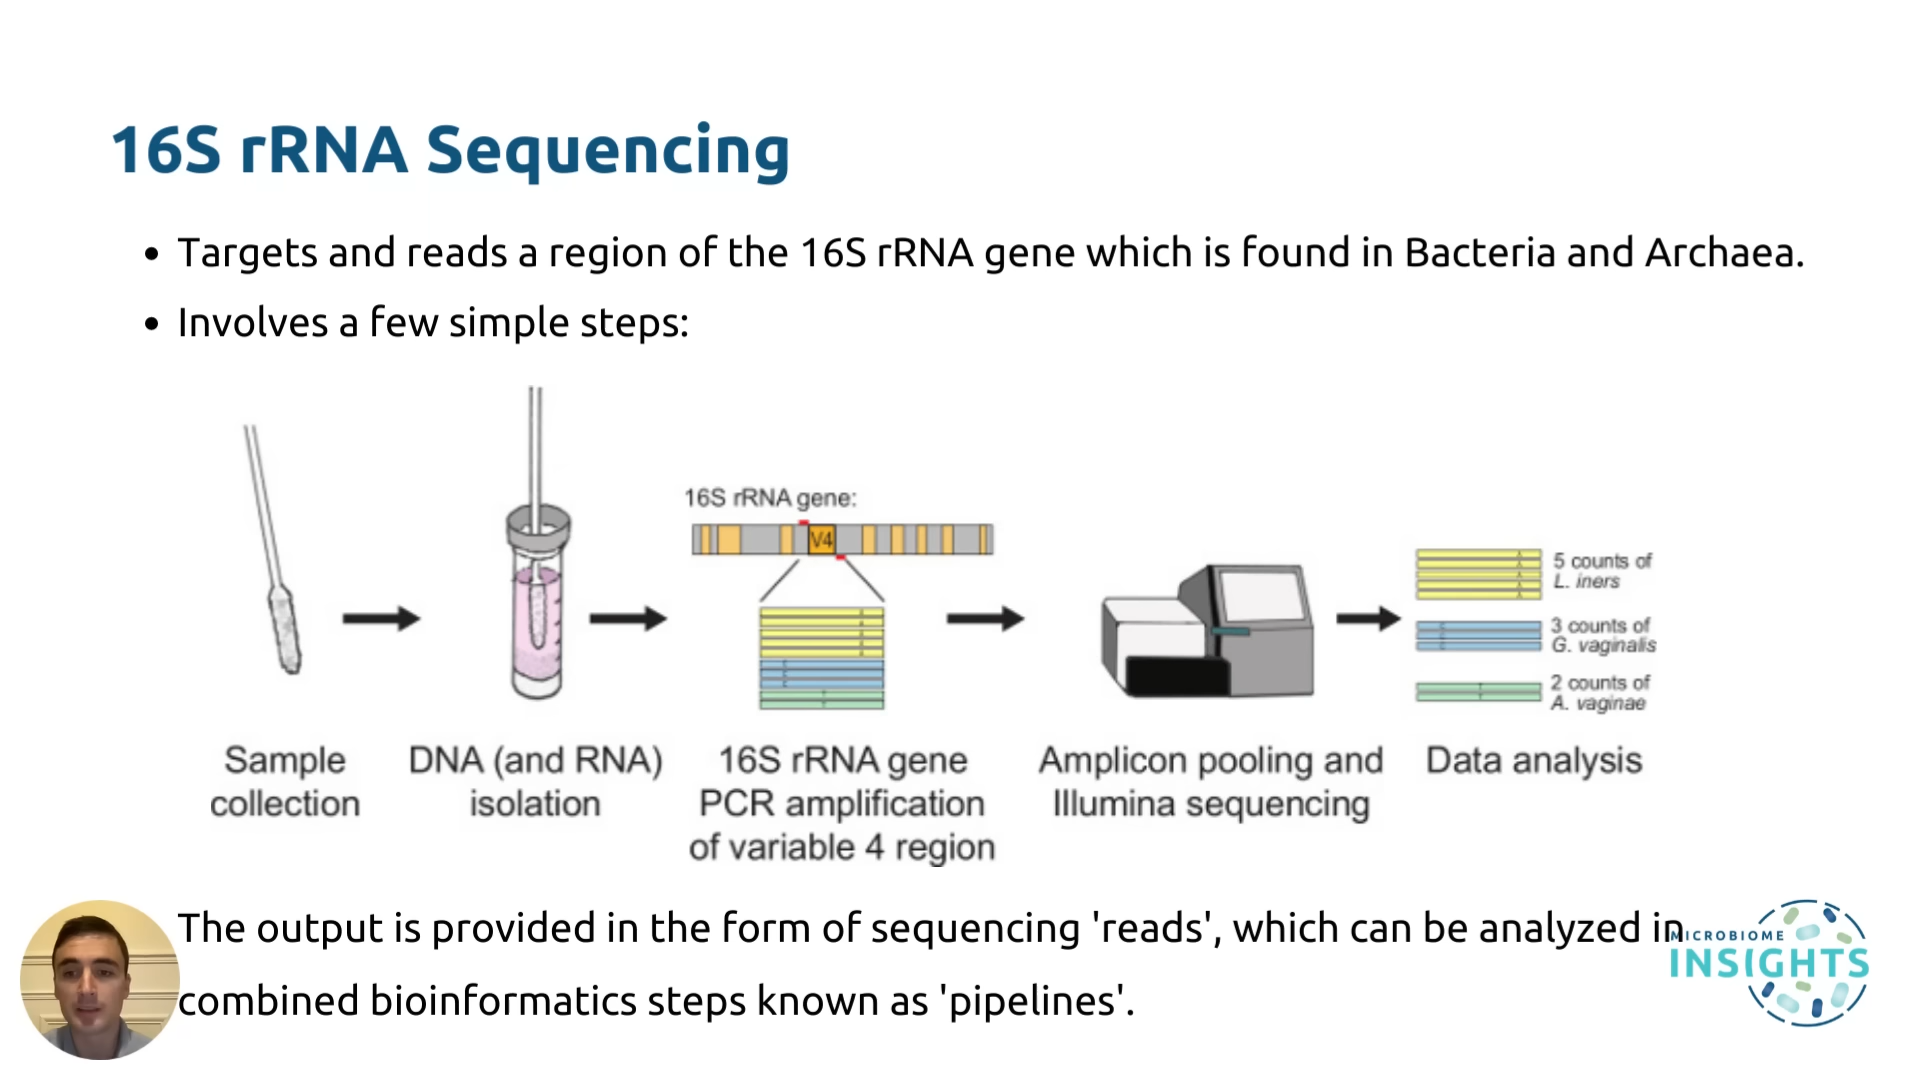 16S rRNA Sequencing
• Targets and reads a region of the 16S rRNA gene which is found in Bacteria and Archaea.
• Involves a few simple steps:
16S rRNA gene:
V4
5 counts of
L. iners
3 counts of
G. vaginalis
2 counts of
A. vaginae
Sample
collection
DNA (and RNA)
isolation
16S rRNA gene
PCR amplification
of variable 4 region
Amplicon pooling and
Illumina sequencing
Data analysis
The output is provided in the form of sequencing 'reads', which can be analyzed in
combined bioinformatics steps known as 'pipelines'.
MICROBIOME
INSIGHTS